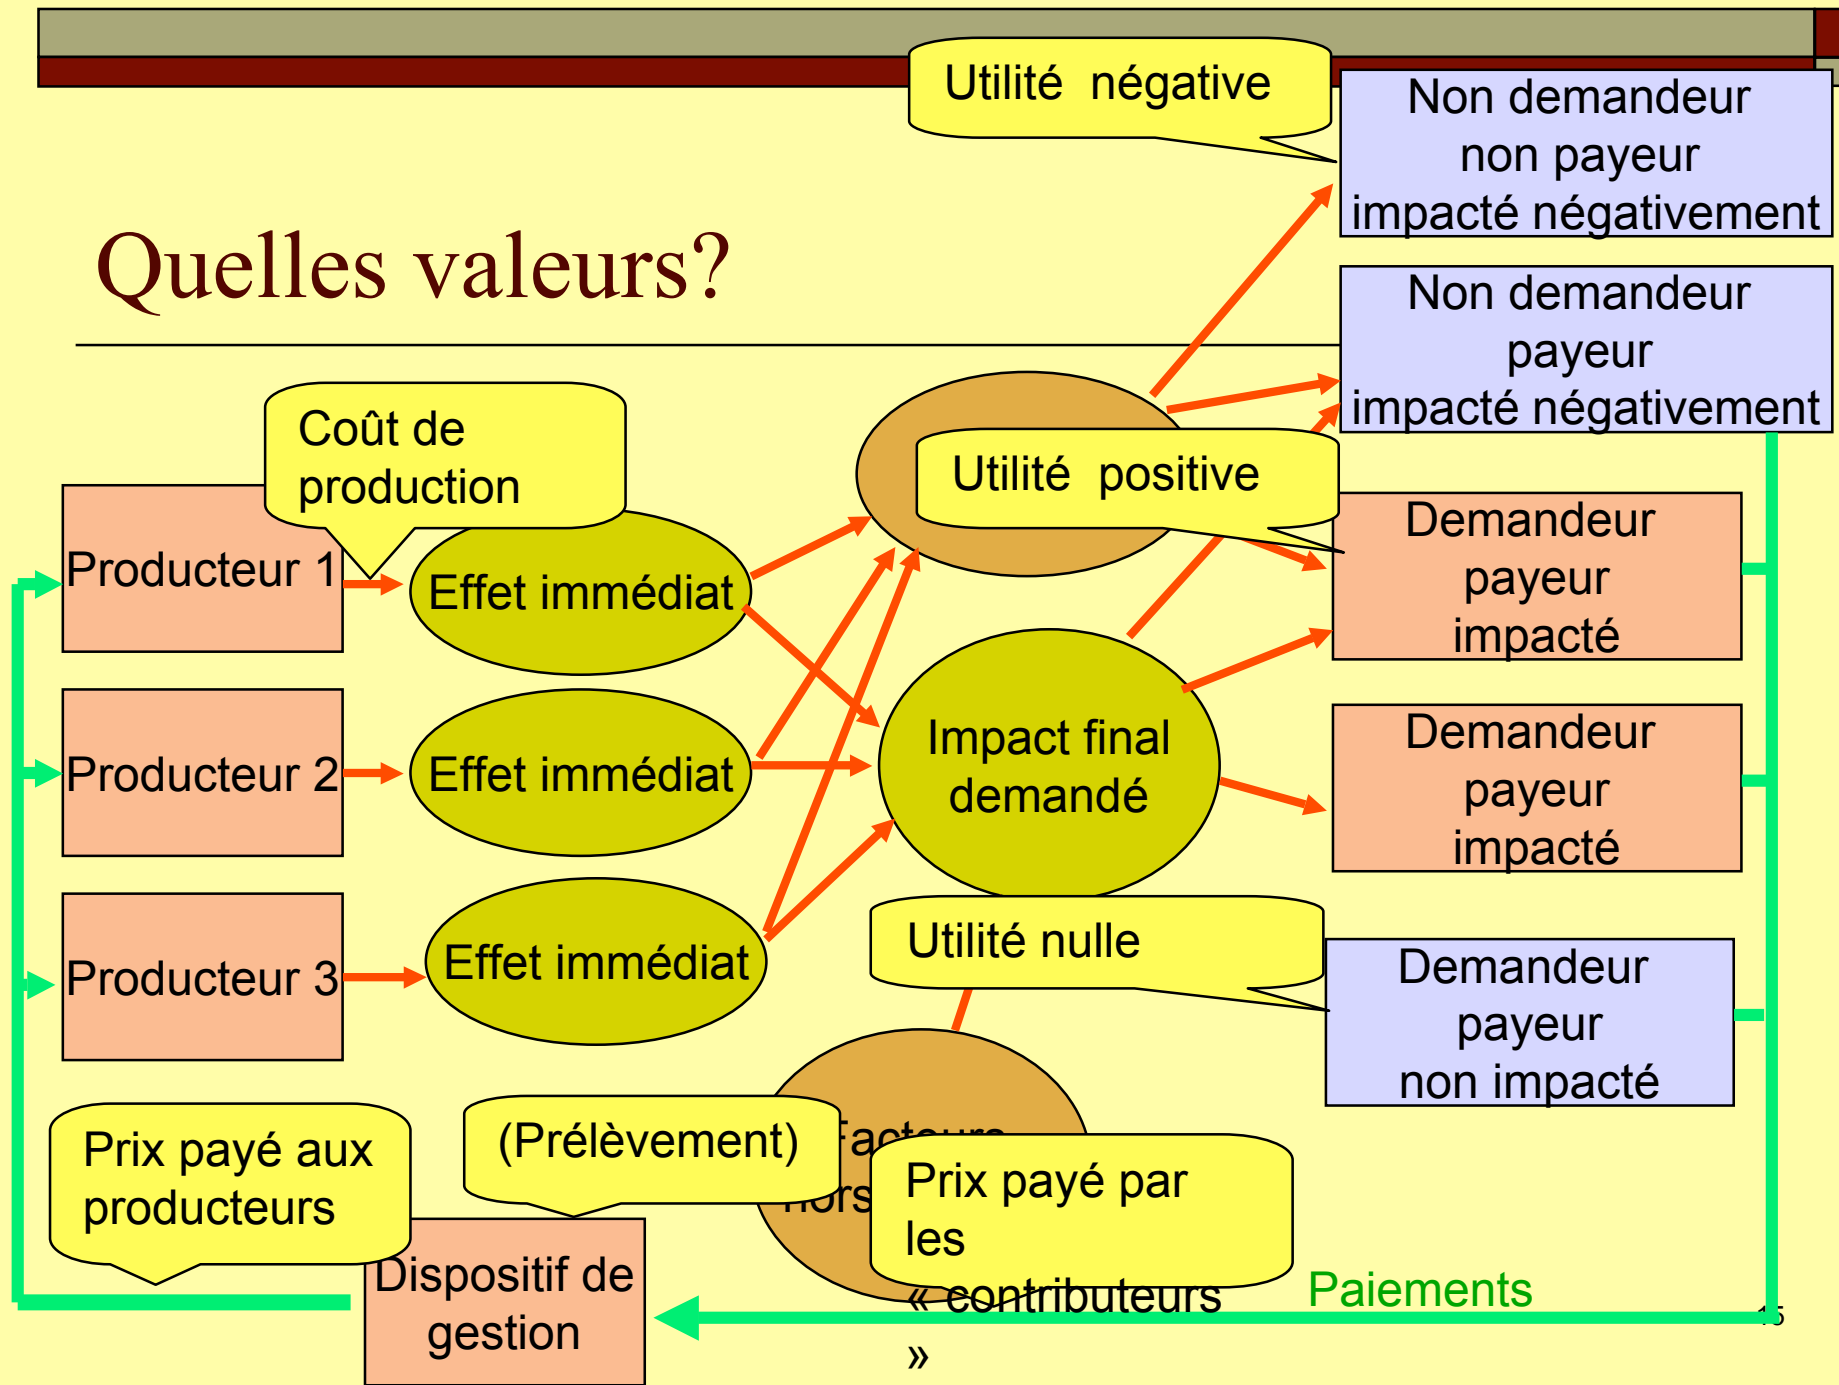 Utilité négative
Non demandeur
non payeur
impacté négativement
Quelles valeurs?
Non demandeur
payeur
impacté négativement
Coût de
production
Utilité positive
Demandeur
payeur
impacté
Producteur 1
Effet immédiat
Producteur 2
Effet immédiat
Impact final
demandé
Demandeur
payeur
impacté
Producteur 3
Effet immédiat
Utilité nulle
Demandeur
payeur
non impacté
Prix payé aux
producteurs
(Prélèvement)
Facteurs
hors
Prix payé par
les
« contributeurs
»
Dispositif de
gestion
Paiements
15